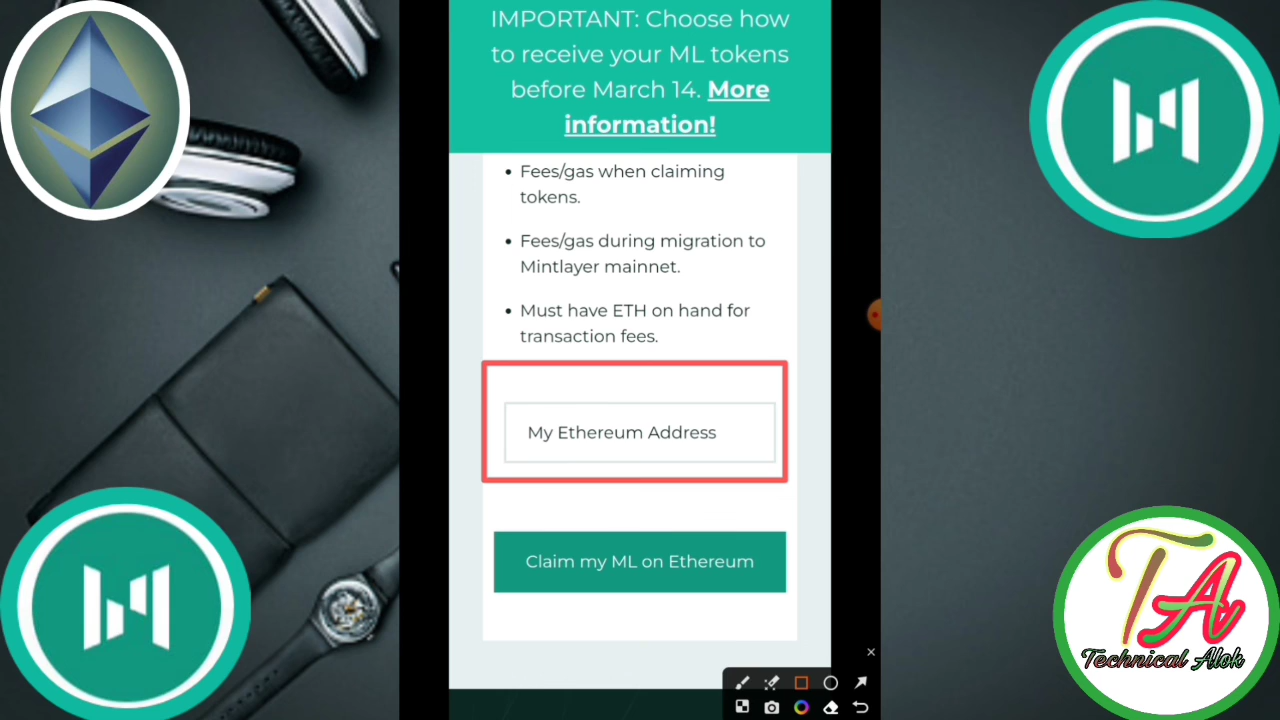 IMPORTANT: Choose how
to receive your ML tokens
before March 14. More
information!
• Fees/gas when claiming
tokens.
• Fees/gas during migration to
Mintlayer mainnet.
• Must have ETH on hand for
transaction fees.
My Ethereum Address
Claim my ML on Ethereum
TA
Technical Alok